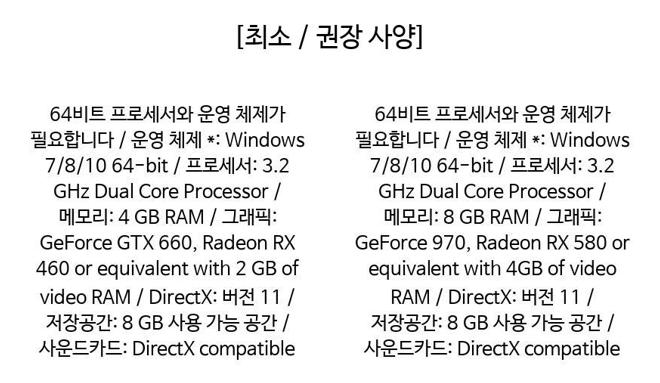 [최소 / 권장 사양]
64비트 프로세서와 운영 체제가
필요합니다 / 운영 체제 *: Windows
7/8/10 64-bit / 프로세서: 3.2
GHz Dual Core Processor /
메모리: 4 GB RAM / 그래픽:
GeForce GTX 660, Radeon RX
460 or equivalent with 2 GB of
video RAM / DirectX: 버전 11 /
저장공간: 8 GB 사용 가능 공간 /
사운드카드: DirectX compatible
64비트 프로세서와 운영 체제가
필요합니다 / 운영 체제 *: Windows
7/8/10 64-bit / 프로세서: 3.2
GHz Dual Core Processor /
메모리: 8 GB RAM / 그래픽:
GeForce 970, Radeon RX 580 or
equivalent with 4GB of video
RAM / DirectX: 버전 11 /
저장공간: 8 GB 사용 가능 공간 /
사운드카드: DirectX compatible